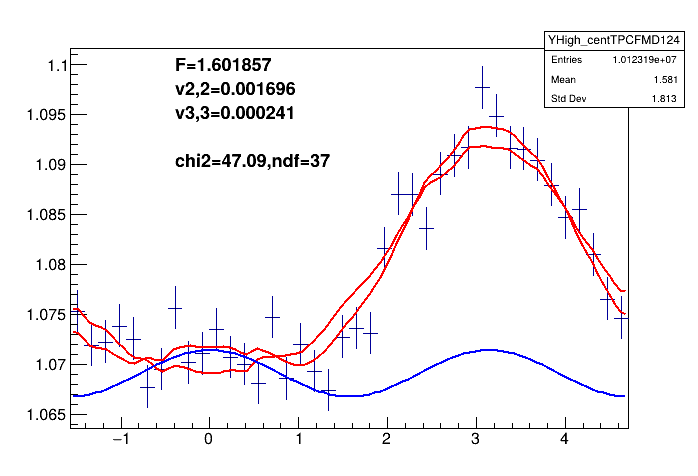 YHigh_centTPCFMD124
Entries 1.012319e+07
Mean 1.581
Std Dev 1.813
F=1.601857
v2,2=0.001696
v3,3=0.000241
chi2=47.09,ndf=37
1.1
1.095
1.09
1.085
1.08
1.075
1.07
1.065
−1 0 1 2 3 4